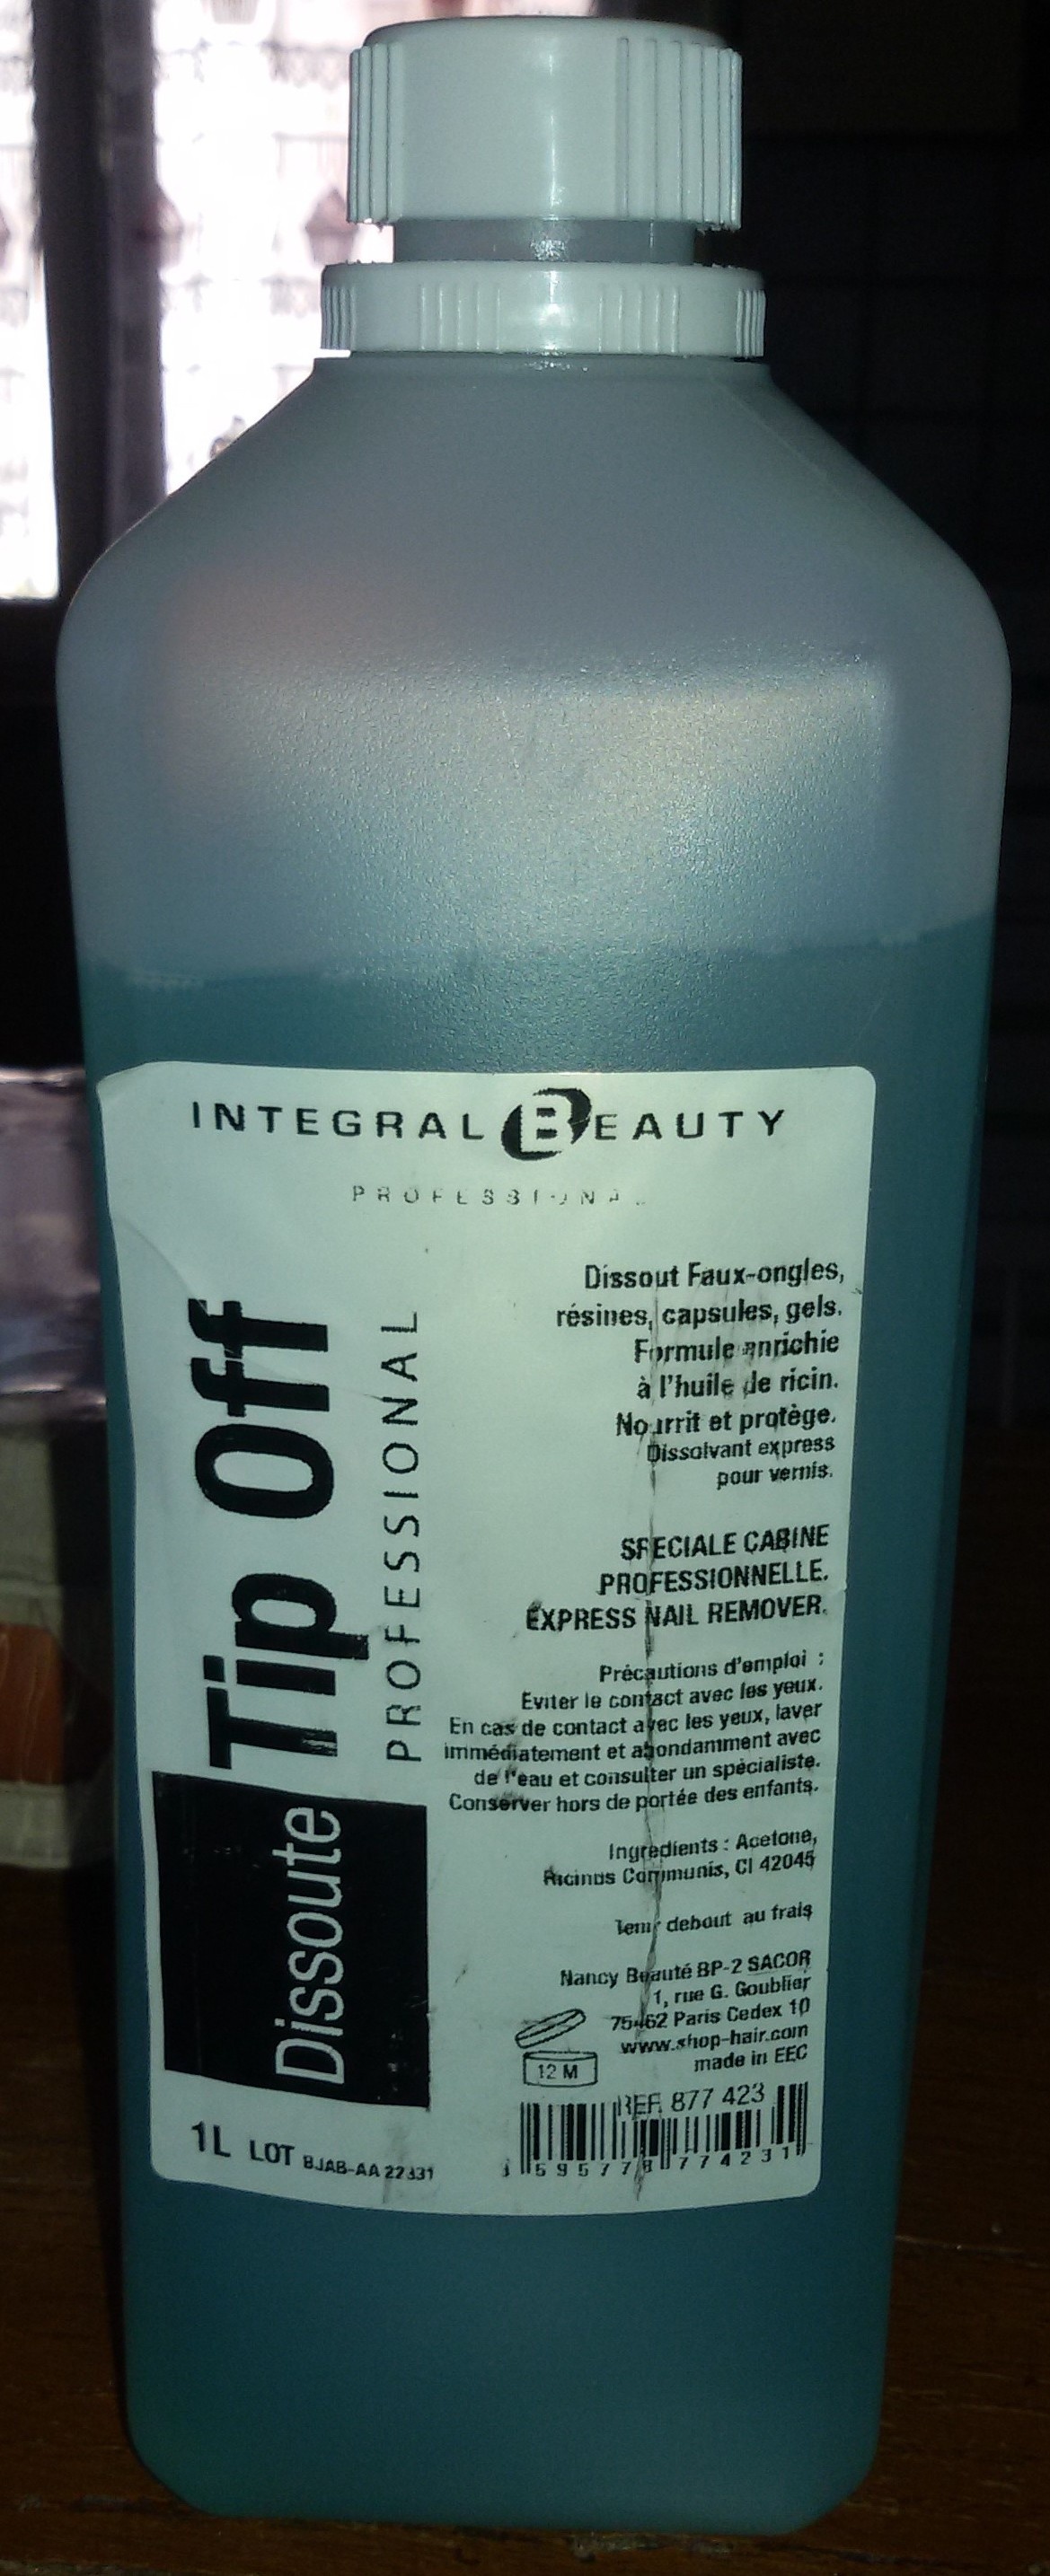 INTEGRAL BEAUTY
PROFESSIONAL
Dissoute Tip Off
PROFESSIONAL
Dissout Faux-ongles,
résines, capsules, gels.
Formule enrichie
à l'huile de ricin.
Nourrit et protège.
Dissolvant express
pour vernis.
SPECIALE CABINE
PROFESSIONNELLE.
EXPRESS NAIL REMOVER.
Précautions d'emploi :
Eviter le contact avec les yeux.
En cas de contact avec les yeux, laver
immédiatement et abondamment avec
de l'eau et consulter un spécialiste.
Conserver hors de portée des enfants.
Ingredients : Acetone,
Ricinus Communis, CI 42045
Tenir debout au frais
Nancy Beauté BP-2 SACOR
1, rue G. Goublier
75462 Paris Cedex 10
www.shop-hair.com
made in EEC
12 M
REF. 877 423
3 595778 774231
1L LOT BJAB-AA